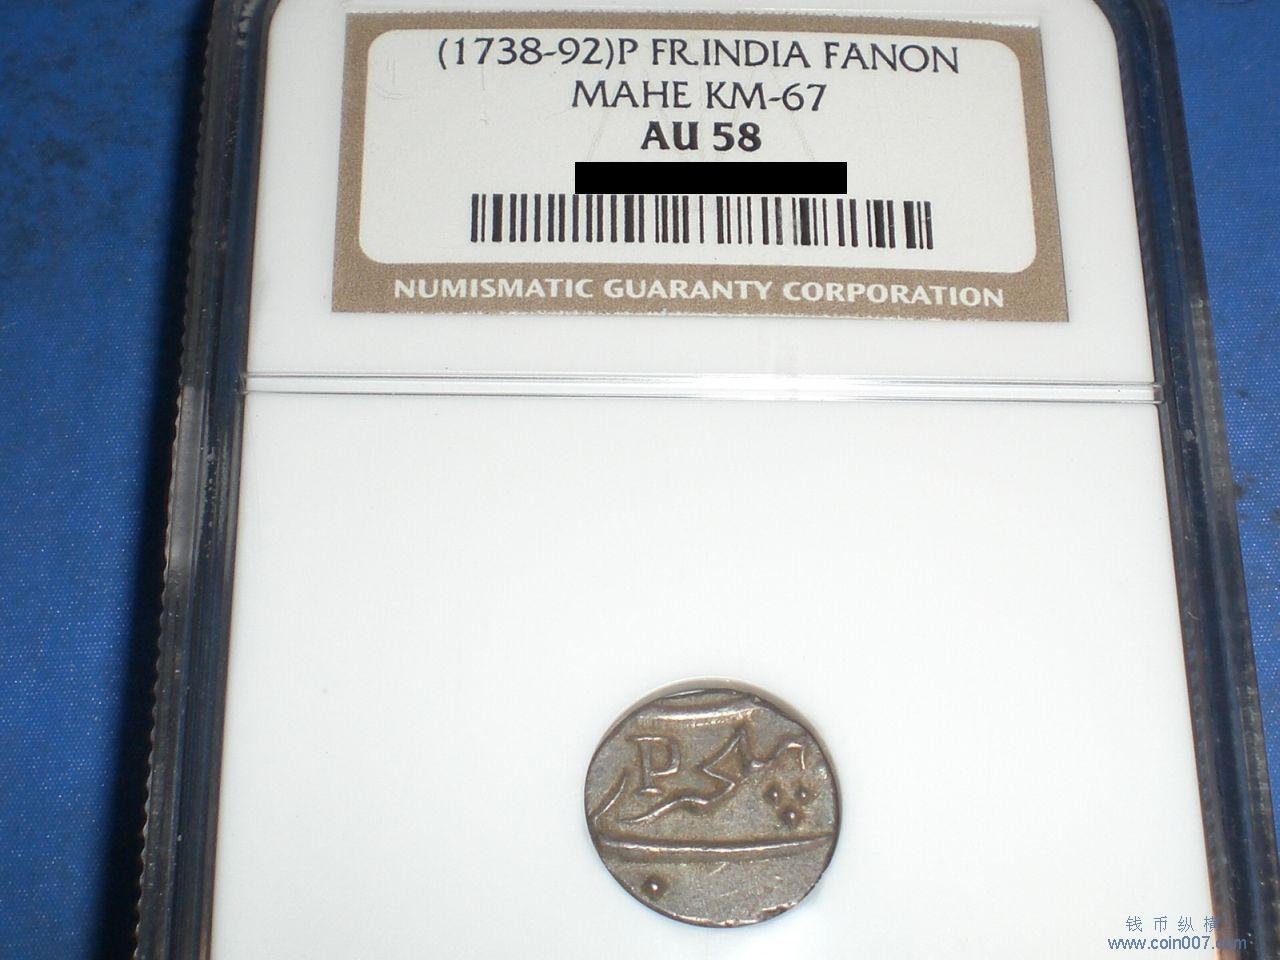 (1738-92)P FR.INDIA FANON
MAHE KM-67
AU 58
NUMISMATIC GUARANTY CORPORATION
P
钱币纵横
www.coin007.com